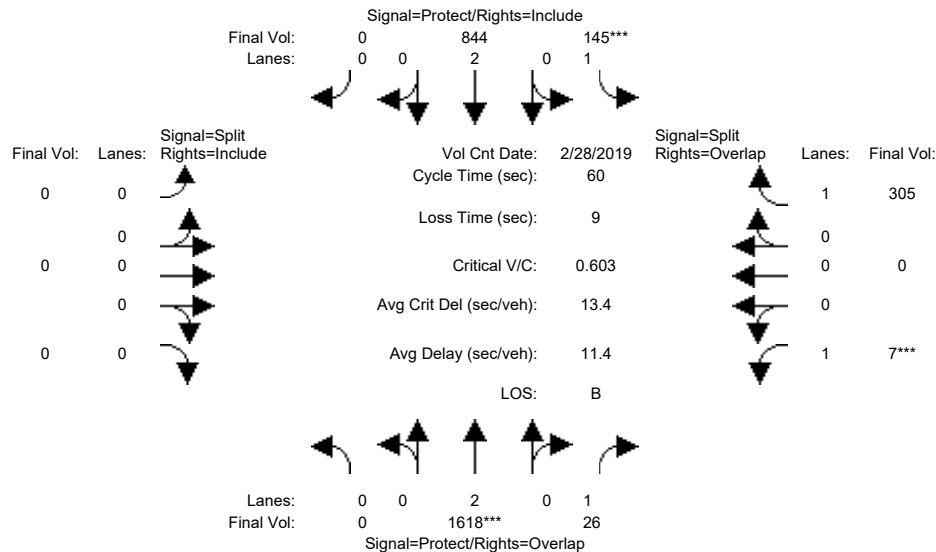 Signal=Protect/Rights=Include
Final Vol: 0 844 145***
Lanes: 0 0 2 0 1
Signal=Split Signal=Split
Final Vol: Lanes: Rights=Include Vol Cnt Date: 2/28/2019 Rights=Overlap Lanes: Final Vol:
Cycle Time (sec): 60
0 0 1 305
Loss Time (sec): 9
0 0
0 0 Critical V/C: 0.603 0 0
0 Avg Crit Del (sec/veh): 13.4 0
0 0 Avg Delay (sec/veh): 11.4 1 7***
LOS: B
Lanes: 0 0 2 0 1
Final Vol: 0 1618*** 26
Signal=Protect/Rights=Overlap